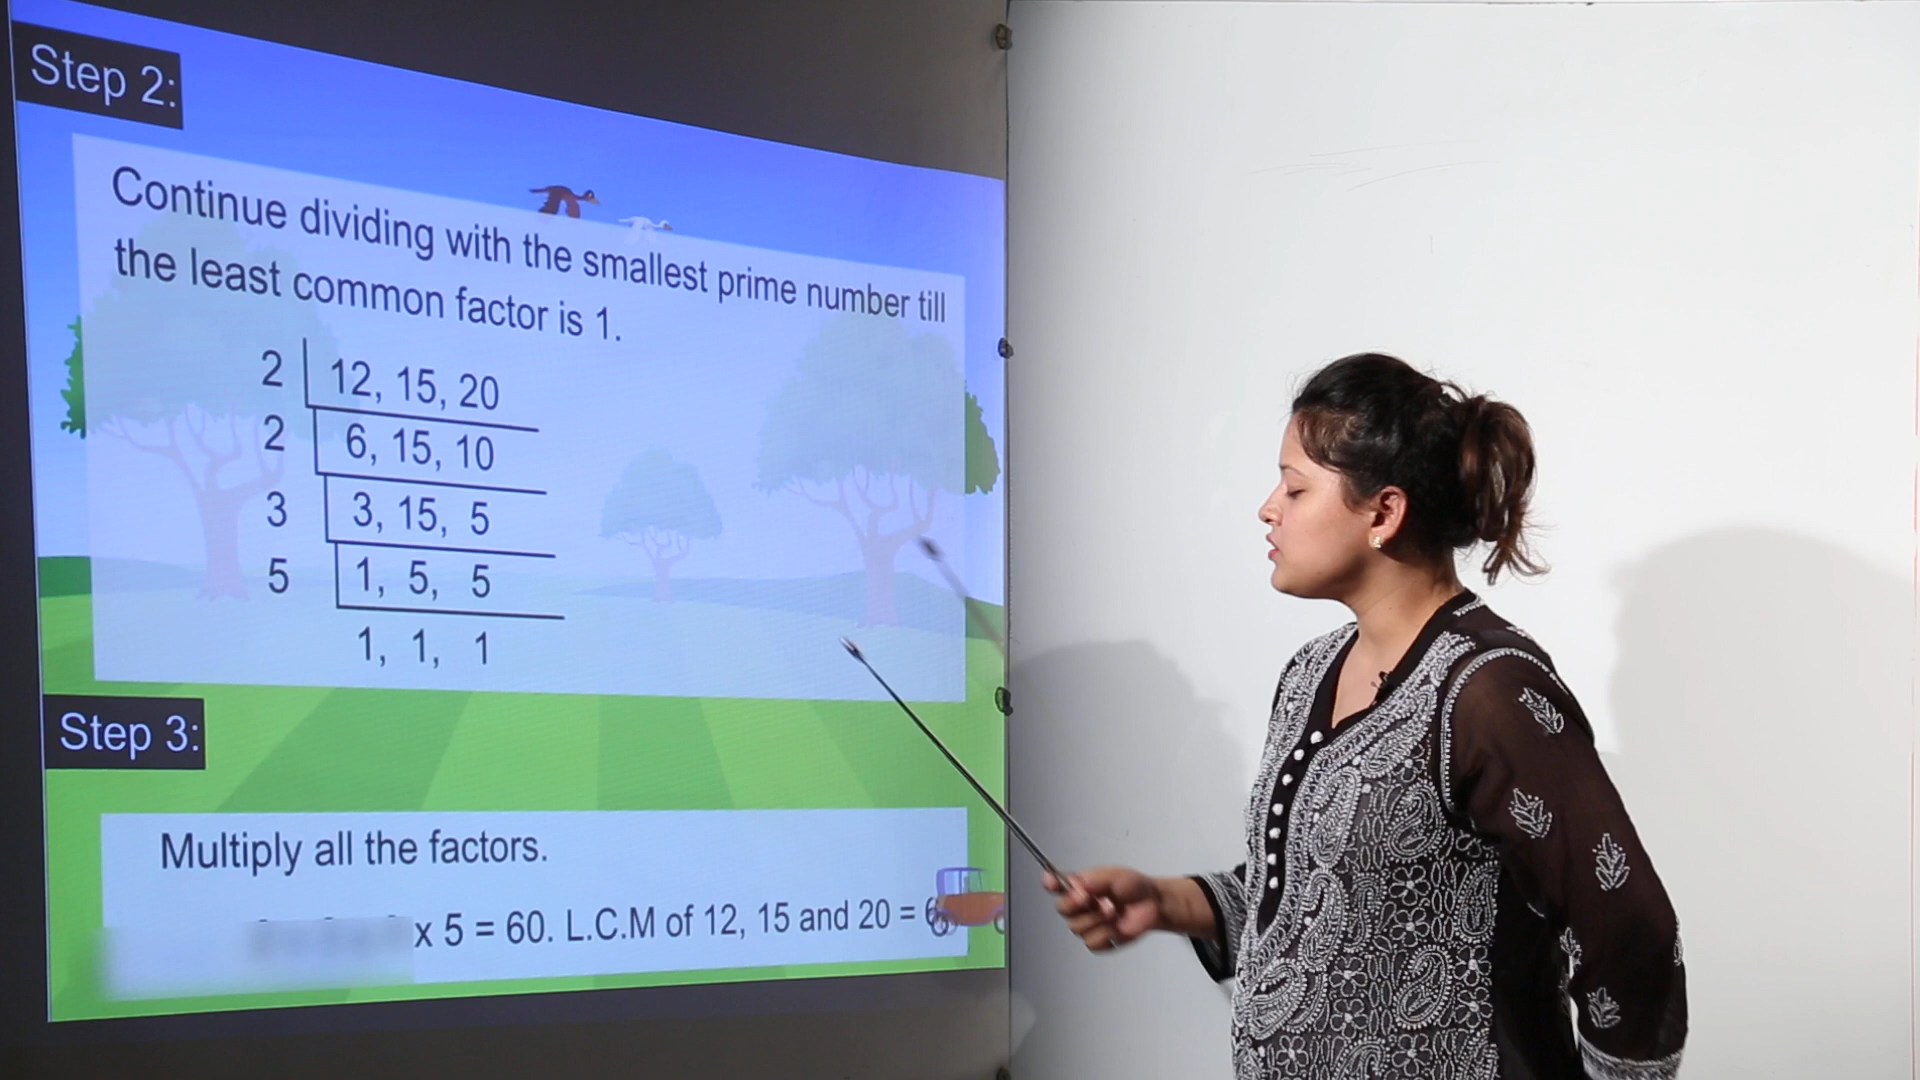 Step 2:
Continue dividing with the smallest prime number till
the least common factor is 1.
2 12, 15, 20
2 6, 15, 10
3 3, 15, 5
5 1, 5, 5
1, 1, 1
Step 3:
Multiply all the factors.
x 5 = 60. L.C.M of 12, 15 and 20 =